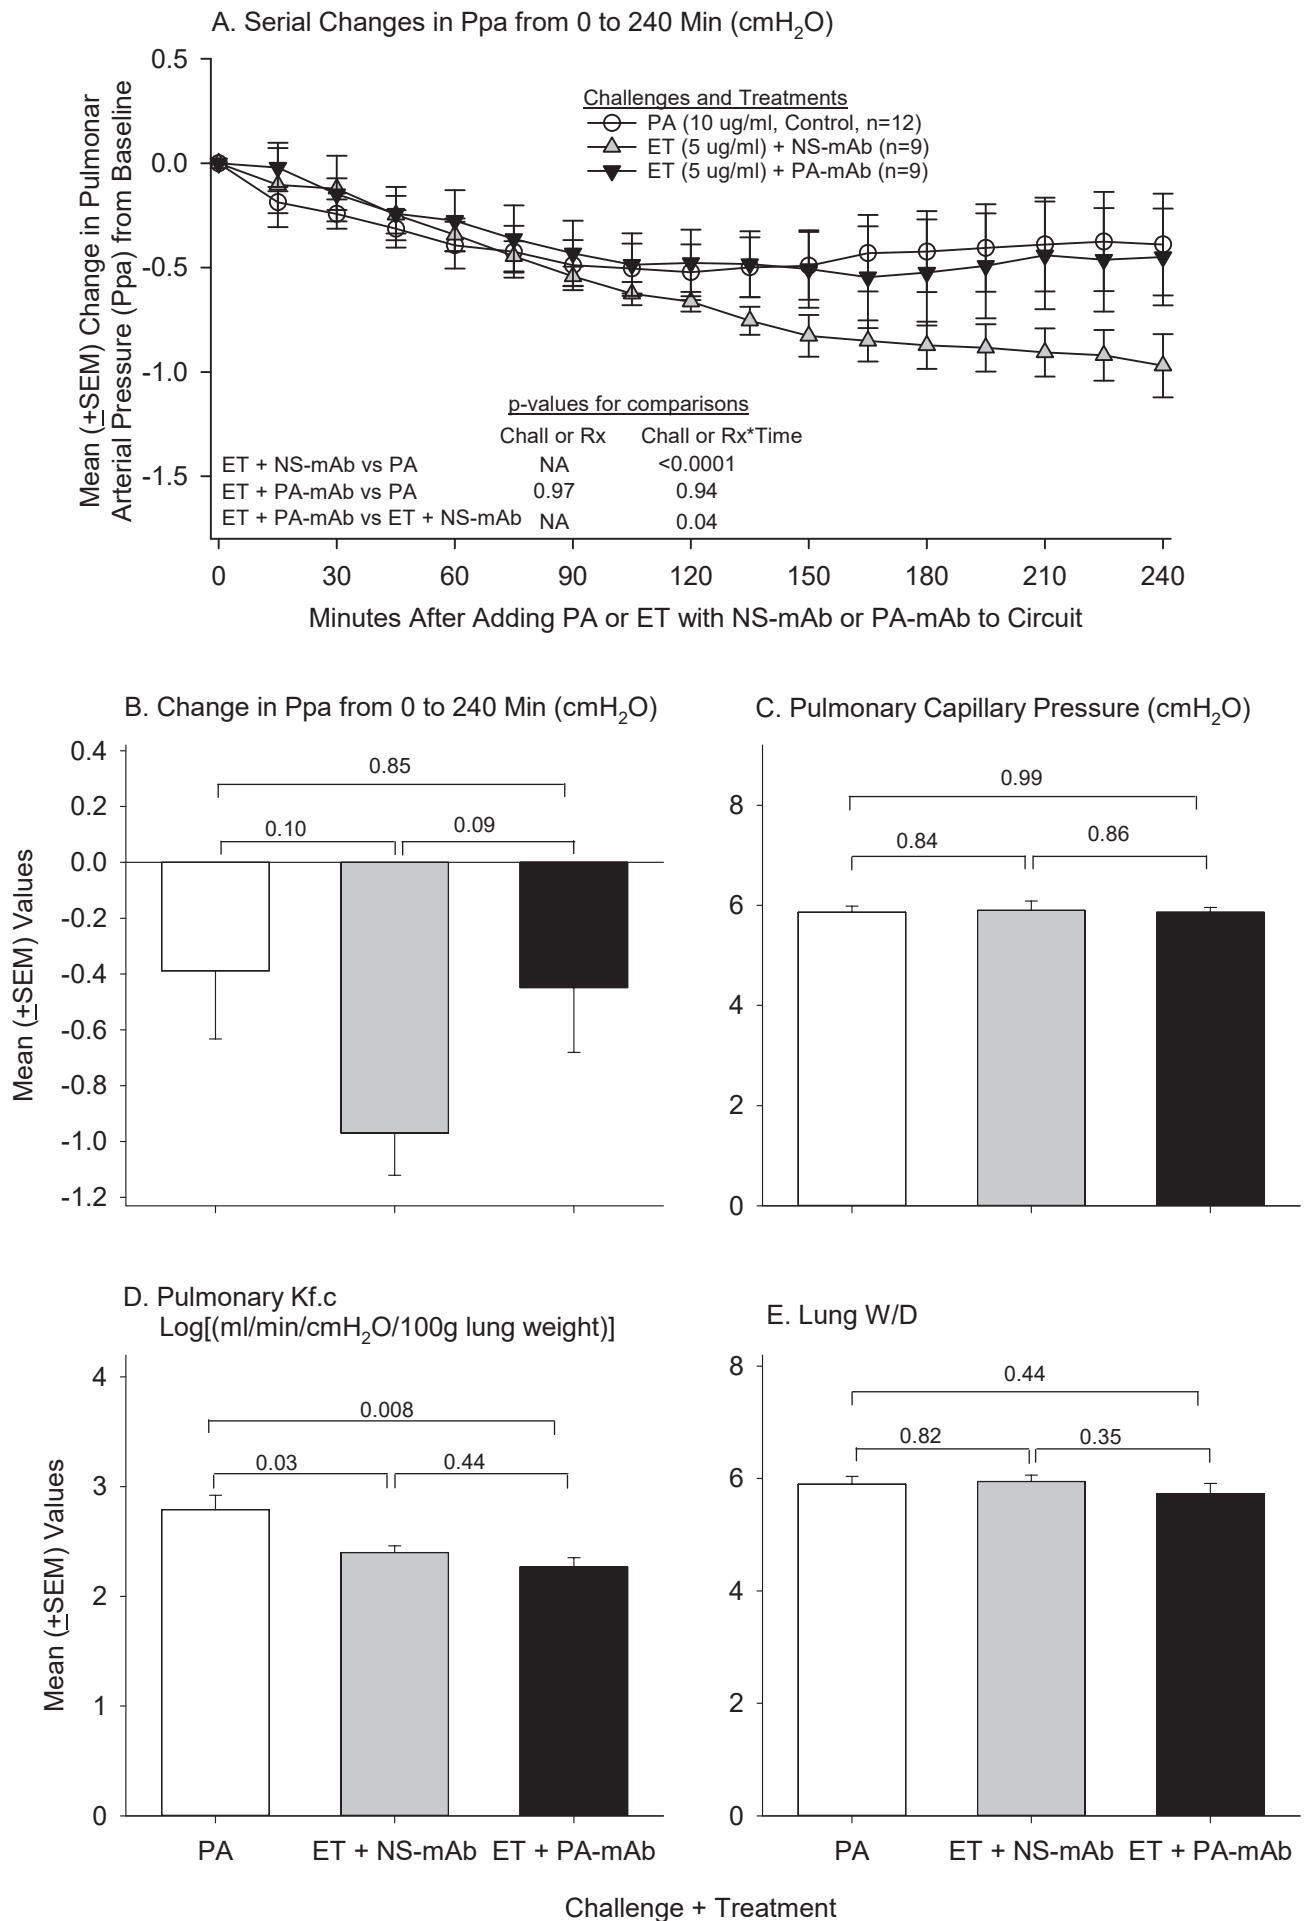 A. Serial Changes in Ppa from 0 to 240 Min (cmH2O)
Mean (+SEM) Change in Pulmonar
Arterial Pressure (Ppa) from Baseline
0.5
0.0
-0.5
-1.0
-1.5
Challenges and Treatments
PA (10 ug/ml, Control, n=12)
ET (5 ug/ml) + NS-mAb (n=9)
ET (5 ug/ml) + PA-mAb (n=9)
p-values for comparisons
Chall or Rx Chall or Rx*Time
ET + NS-mAb vs PA NA <0.0001
ET + PA-mAb vs PA 0.97 0.94
ET + PA-mAb vs ET + NS-mAb NA 0.04
0 30 60 90 120 150 180 210 240
Minutes After Adding PA or ET with NS-mAb or PA-mAb to Circuit
B. Change in Ppa from 0 to 240 Min (cmH2O)
Mean (+SEM) Values
0.4
0.2
0.0
-0.2
-0.4
-0.6
-0.8
-1.0
-1.2
0.85
0.10 0.09
C. Pulmonary Capillary Pressure (cmH2O)
8
6
4
2
0
0.99
0.84 0.86
D. Pulmonary Kf.c
Log[(ml/min/cmH2O/100g lung weight)]
Mean (+SEM) Values
4
3
2
1
0
0.008
0.03 0.44
PA ET + NS-mAb ET + PA-mAb
E. Lung W/D
8
6
4
2
0
0.44
0.82 0.35
PA ET + NS-mAb ET + PA-mAb
Challenge + Treatment